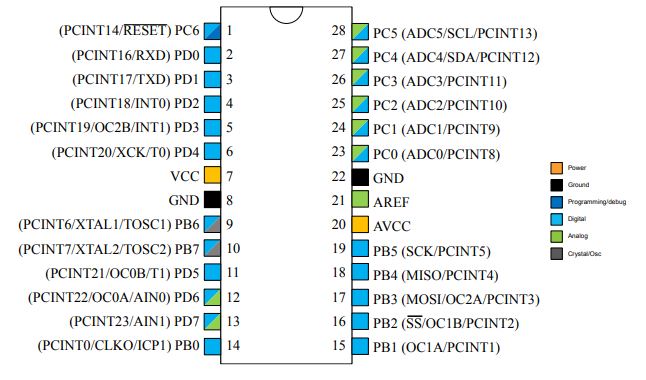 (PCINT14/RESET) PC6 1 28 PC5 (ADC5/SCL/PCINT13)
(PCINT16/RXD) PD0 2 27 PC4 (ADC4/SDA/PCINT12)
(PCINT17/TXD) PD1 3 26 PC3 (ADC3/PCINT11)
(PCINT18/INT0) PD2 4 25 PC2 (ADC2/PCINT10)
(PCINT19/OC2B/INT1) PD3 5 24 PC1 (ADC1/PCINT9)
(PCINT20/XCK/T0) PD4 6 23 PC0 (ADC0/PCINT8)
VCC 7 22 GND
GND 8 21 AREF
(PCINT6/XTAL1/TOSC1) PB6 9 20 AVCC
(PCINT7/XTAL2/TOSC2) PB7 10 19 PB5 (SCK/PCINT5)
(PCINT21/OC0B/T1) PD5 11 18 PB4 (MISO/PCINT4)
(PCINT22/OC0A/AIN0) PD6 12 17 PB3 (MOSI/OC2A/PCINT3)
(PCINT23/AIN1) PD7 13 16 PB2 (SS/OC1B/PCINT2)
(PCINT0/CLKO/ICP1) PB0 14 15 PB1 (OC1A/PCINT1)
Power
Ground
Programming/debug
Digital
Analog
Crystal/Osc